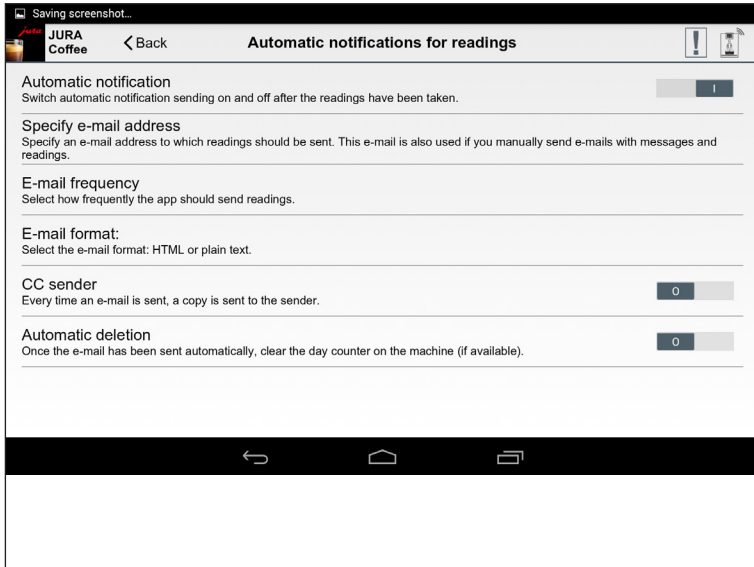 Saving screenshot...
jura
JURA
Coffee
Back
Automatic notifications for readings
Automatic notification
Switch automatic notification sending on and off after the readings have been taken.
I
Specify e-mail address
Specify an e-mail address to which readings should be sent. This e-mail is also used if you manually send e-mails with messages and
readings.
E-mail frequency
Select how frequently the app should send readings.
E-mail format:
Select the e-mail format: HTML or plain text.
CC sender
Every time an e-mail is sent, a copy is sent to the sender.
O
Automatic deletion
Once the e-mail has been sent automatically, clear the day counter on the machine (if available).
O